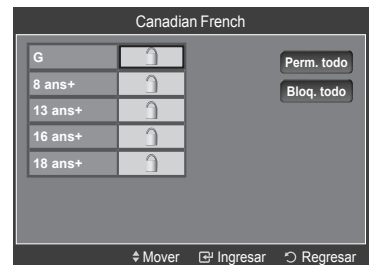 Canadian French
G
Perm. todo
8 ans+
Bloq. todo
13 ans+
16 ans+
18 ans+
Mover Ingresar Regresar